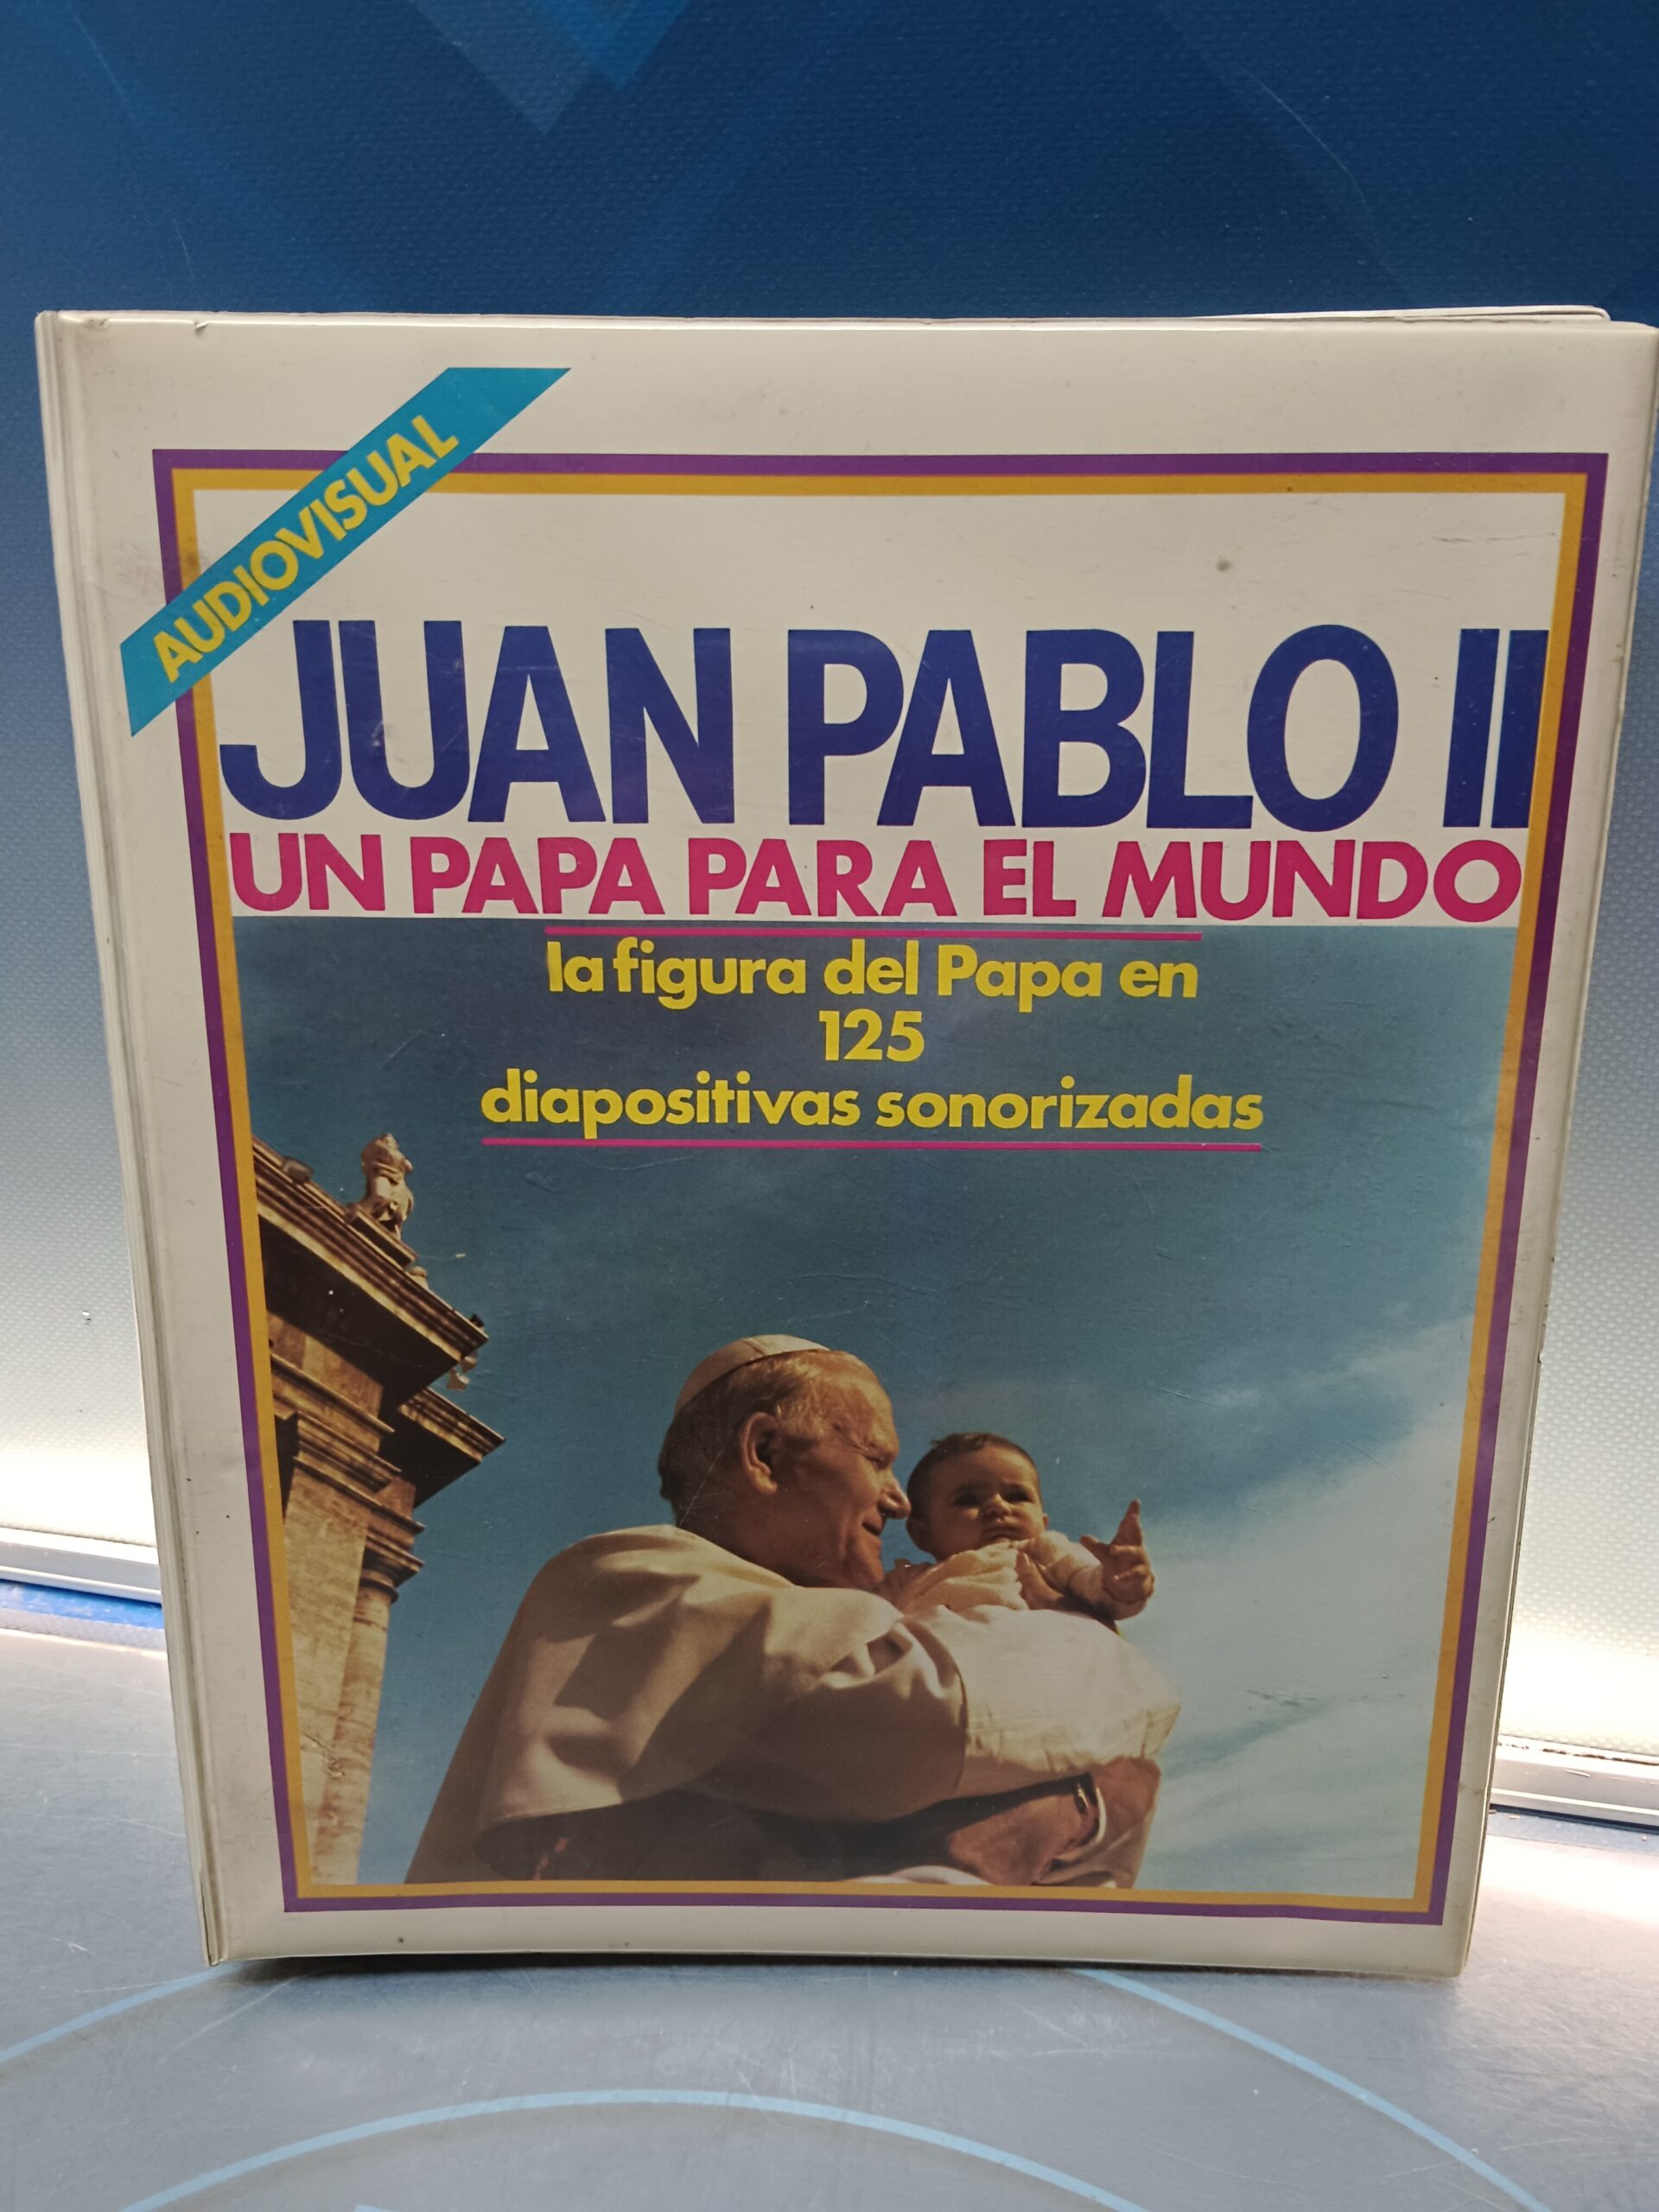 AUDIOVISUAL
JUAN PABLO II
UN PAPA PARA EL MUNDO
la figura del Papa en
125
diapositivas sonorizadas